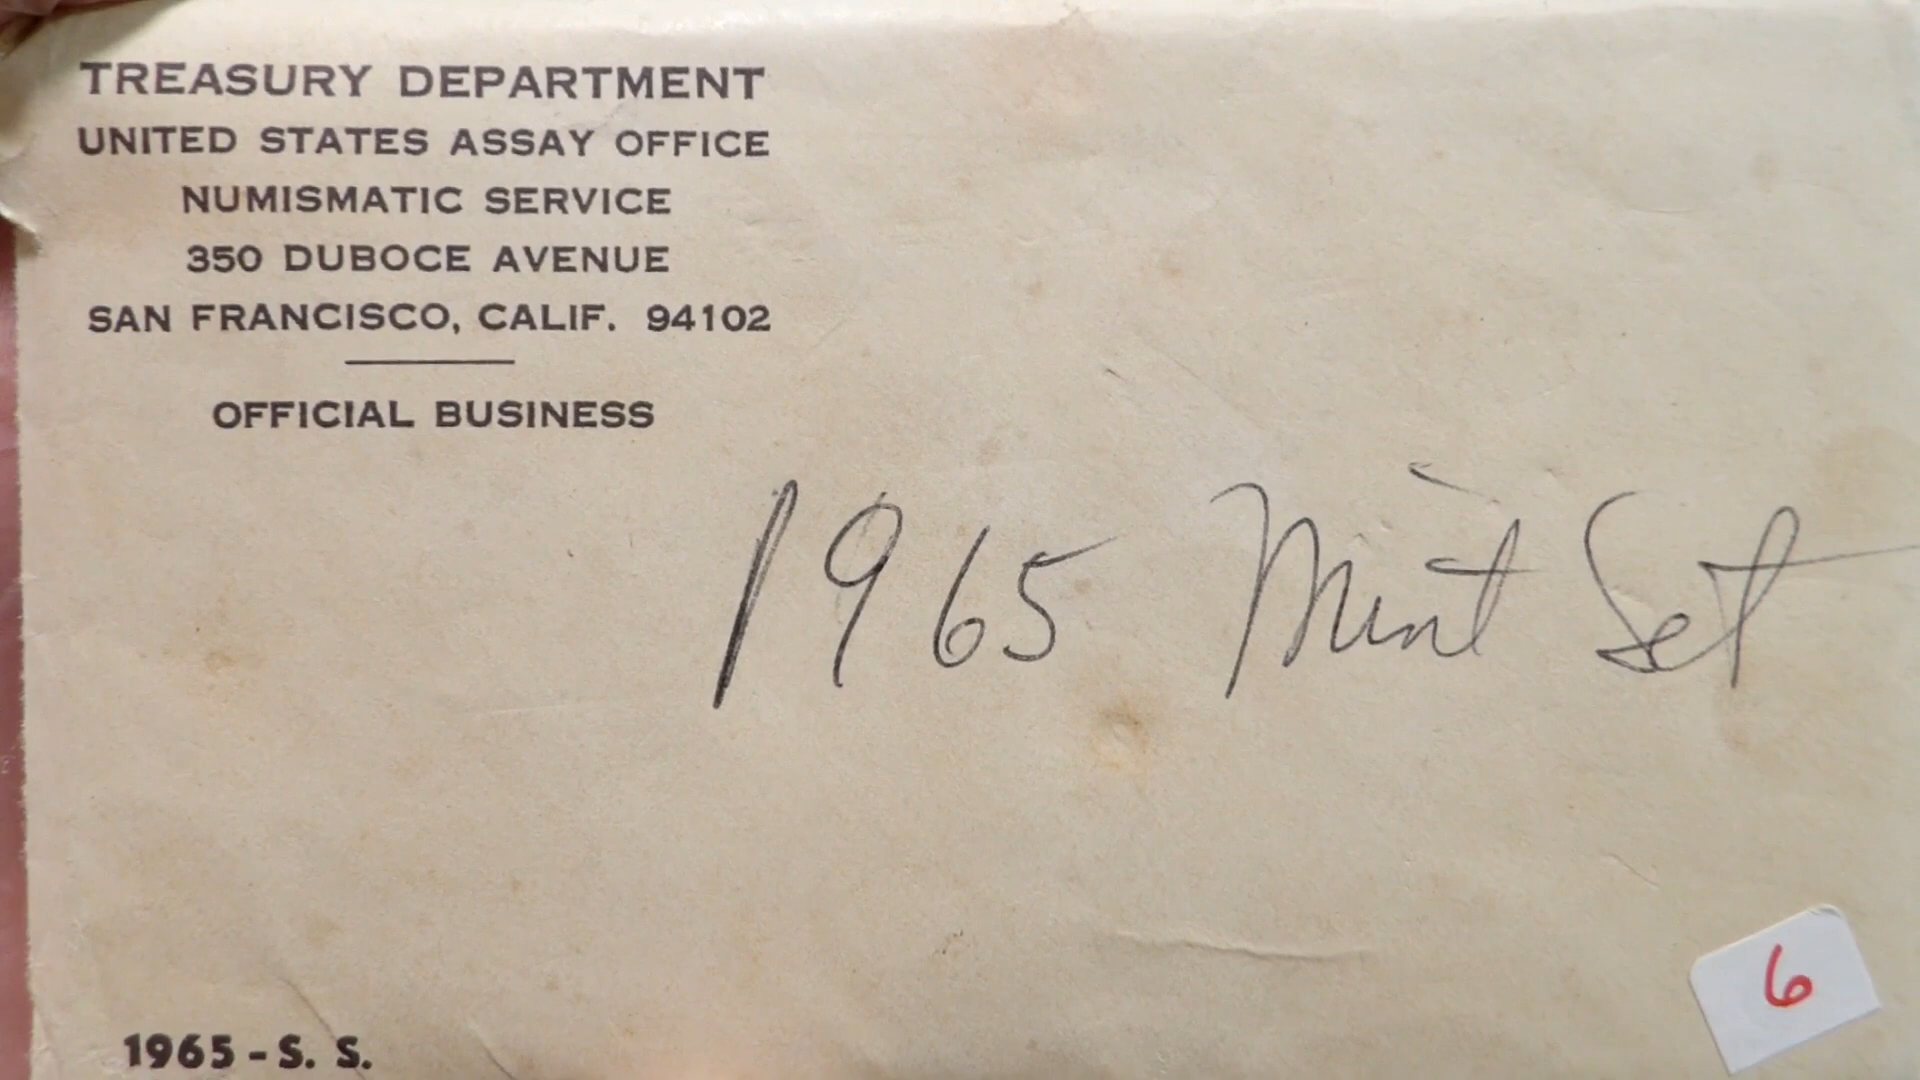 TREASURY DEPARTMENT
UNITED STATES ASSAY OFFICE
NUMISMATIC SERVICE
350 DUBOCE AVENUE
SAN FRANCISCO, CALIF. 94102
OFFICIAL BUSINESS
1965 Mint Set
6
1965 - S. S.